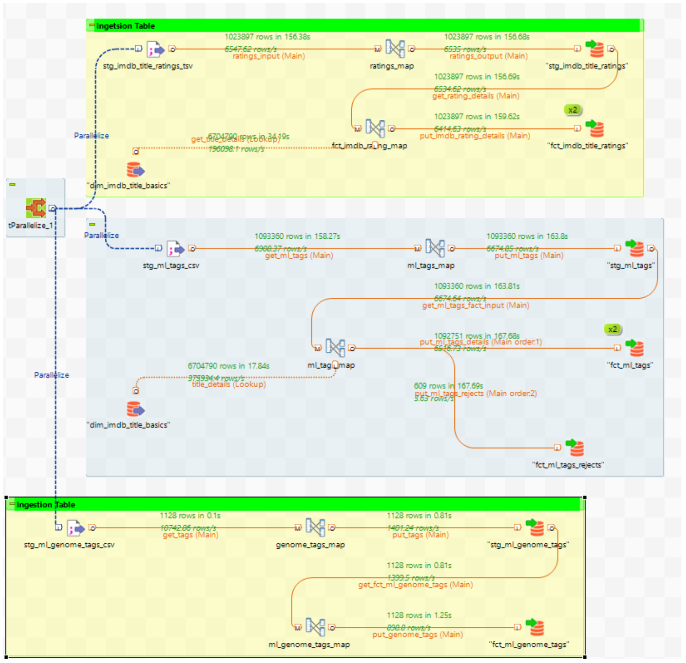 Ingetsion Table
1023897 rows in 156.38s
6547.62 rows/s
ratings_input (Main)
1023897 rows in 156.68s
6535 rows/s
ratings_output (Main)
stg_imdb_title_ratings_tsv
ratings_map
"stg_imdb_title_ratings"
1023897 rows in 156.69s
6534.62 rows/s
get_rating_details (Main)
x2
1023897 rows in 159.62s
6414.63 rows/s
put_imdb_rating_details (Main)
Parallelize
6704790 rows in 34.19s
get_title_details (Lookup)
196098.1 rows/s
fct_imdb_rating_map
"fct_imdb_title_ratings"
"dim_imdb_title_basics"
tParallelize_1
Parallelize
1093360 rows in 158.27s
6908.37 rows/s
get_ml_tags (Main)
1093360 rows in 163.8s
6674.85 rows/s
put_ml_tags (Main)
stg_ml_tags_csv
ml_tags_map
"stg_ml_tags"
1093360 rows in 163.81s
6674.64 rows/s
get_ml_tags_fact_input (Main)
x2
1092751 rows in 167.68s
put_ml_tags_details (Main order:1)
6516.73 rows/s
ml_tags_map
"fct_ml_tags"
Parallelize
6704790 rows in 17.84s
375934.4 rows/s
title_details (Lookup)
609 rows in 167.69s
put_ml_tags_rejects (Main order:2)
3.63 rows/s
"dim_imdb_title_basics"
"fct_ml_tags_rejects"
Ingestion Table
1128 rows in 0.1s
10742.86 rows/s
get_tags (Main)
1128 rows in 0.81s
1401.24 rows/s
put_tags (Main)
stg_ml_genome_tags_csv
genome_tags_map
"stg_ml_genome_tags"
1128 rows in 0.81s
1399.5 rows/s
get_fct_ml_genome_tags (Main)
1128 rows in 1.25s
898.8 rows/s
put_genome_tags (Main)
ml_genome_tags_map
"fct_ml_genome_tags"